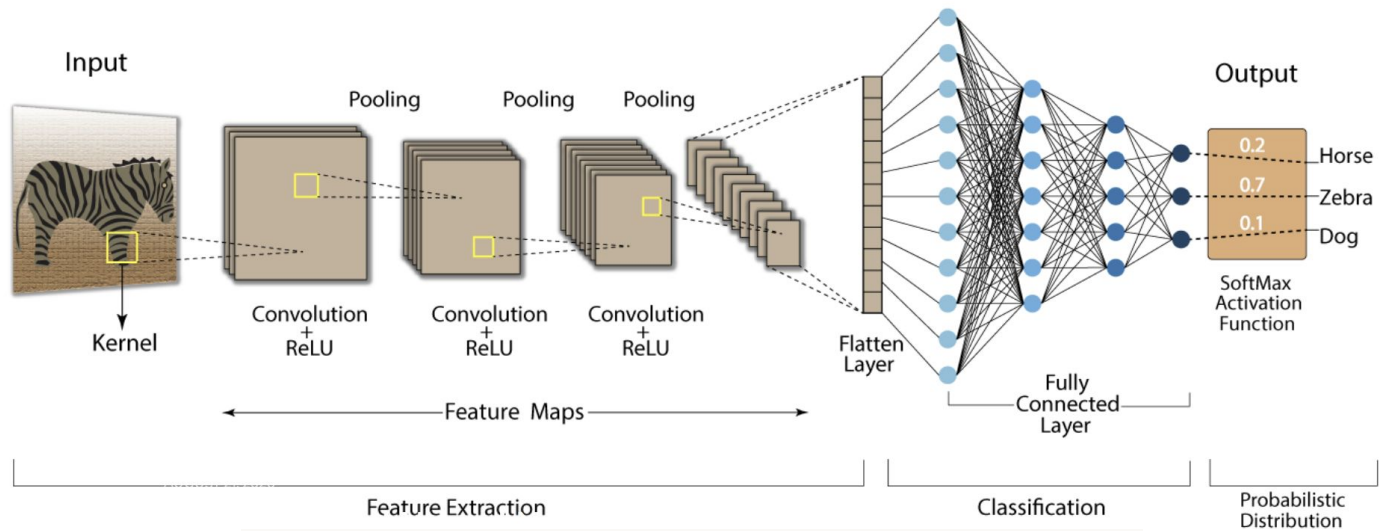 Input
Kernel
Pooling
Pooling
Pooling
Convolution
+
ReLU
Convolution
+
ReLU
Convolution
+
ReLU
Feature Maps
Flatten
Layer
Fully
Connected
Layer
Output
0.2
Horse
0.7
Zebra
0.1
Dog
SoftMax
Activation
Function
Feature Extraction
Classification
Probabilistic
Distribution